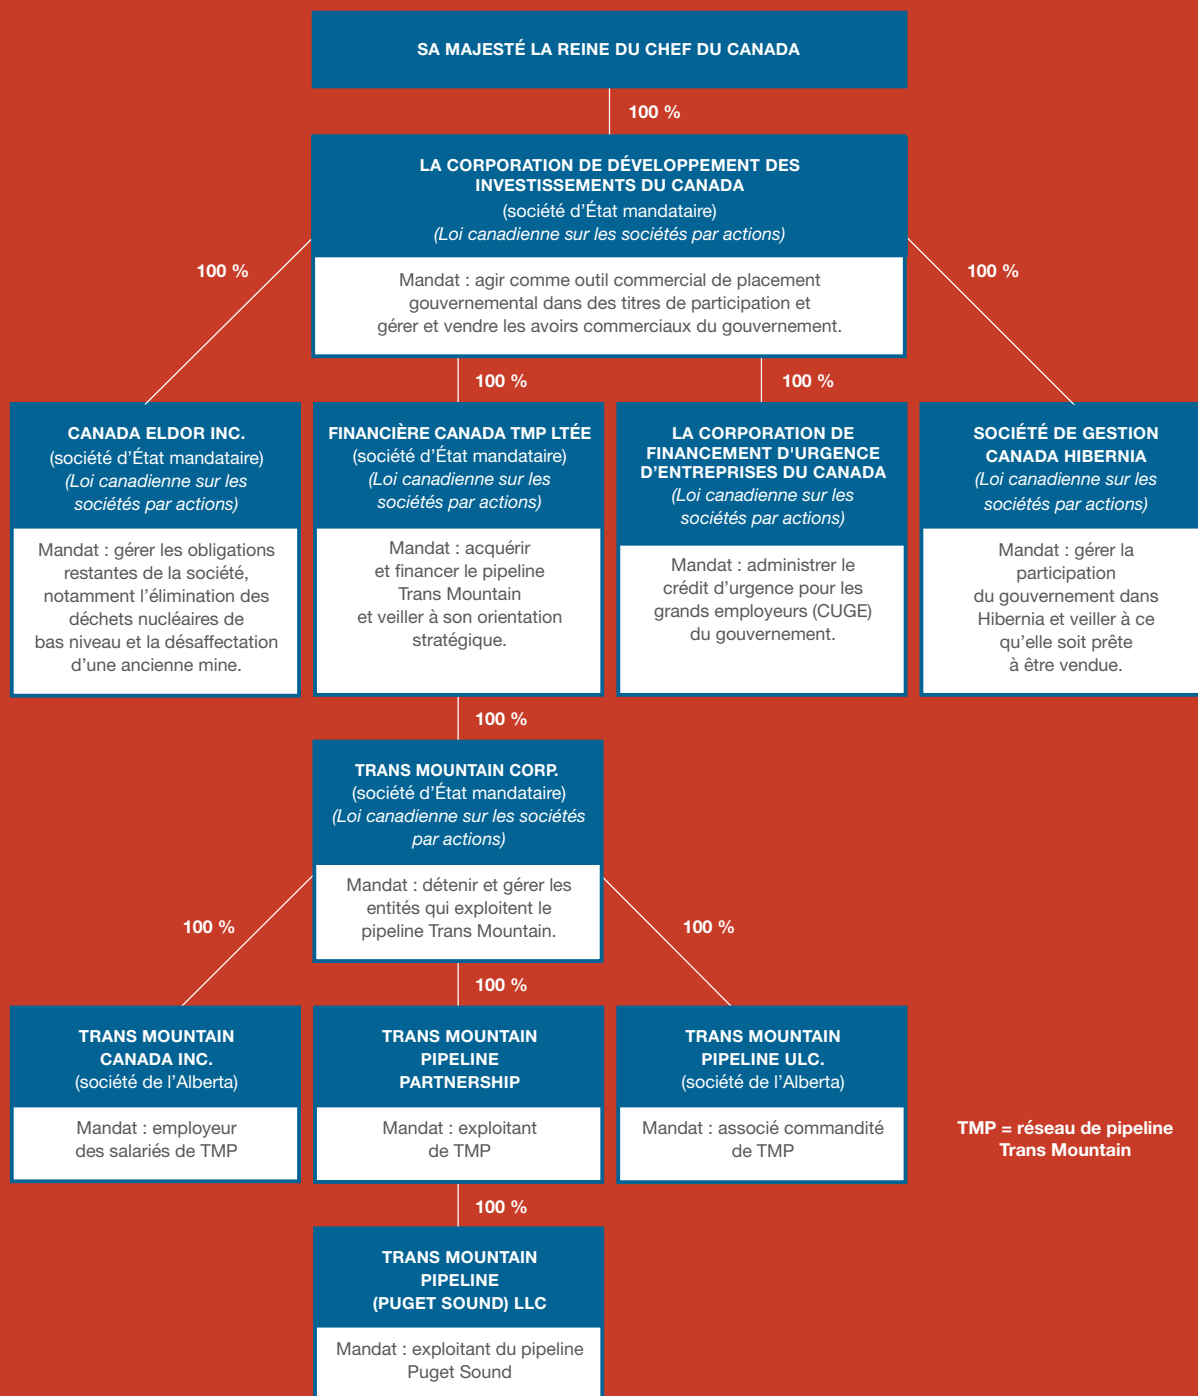 SA MAJESTÉ LA REINE DU CHEF DU CANADA
100 %
LA CORPORATION DE DÉVELOPPEMENT DES
INVESTISSEMENTS DU CANADA
(société d’État mandataire)
(Loi canadienne sur les sociétés par actions)
Mandat : agir comme outil commercial de placement
gouvernemental dans des titres de participation et
gérer et vendre les avoirs commerciaux du gouvernement.
100 %
100 %
100 %
100 %
CANADA ELDOR INC.
(société d’État mandataire)
(Loi canadienne sur les
sociétés par actions)
Mandat : gérer les obligations
restantes de la société,
notamment l’élimination des
déchets nucléaires de
bas niveau et la désaffectation
d’une ancienne mine.
FINANCIÈRE CANADA TMP LTÉE
(société d’État mandataire)
(Loi canadienne sur les
sociétés par actions)
Mandat : acquérir
et financer le pipeline
Trans Mountain
et veiller à son orientation
stratégique.
LA CORPORATION DE
FINANCEMENT D'URGENCE
D’ENTREPRISES DU CANADA
(Loi canadienne sur les
sociétés par actions)
Mandat : administrer le
crédit d’urgence pour les
grands employeurs (CUGE)
du gouvernement.
SOCIÉTÉ DE GESTION
CANADA HIBERNIA
(Loi canadienne sur les
sociétés par actions)
Mandat : gérer la
participation
du gouvernement dans
Hibernia et veiller à ce
qu’elle soit prête
à être vendue.
100 %
TRANS MOUNTAIN CORP.
(société d’État mandataire)
(Loi canadienne sur les sociétés
par actions)
Mandat : détenir et gérer les
entités qui exploitent le
pipeline Trans Mountain.
100 %
100 %
100 %
TRANS MOUNTAIN
CANADA INC.
(société de l’Alberta)
Mandat : employeur
des salariés de TMP
TRANS MOUNTAIN
PIPELINE
PARTNERSHIP
Mandat : exploitant
de TMP
TRANS MOUNTAIN
PIPELINE ULC.
(société de l’Alberta)
Mandat : associé commandité
de TMP
TMP = réseau de pipeline
Trans Mountain
100 %
TRANS MOUNTAIN
PIPELINE
(PUGET SOUND) LLC
Mandat : exploitant du pipeline
Puget Sound